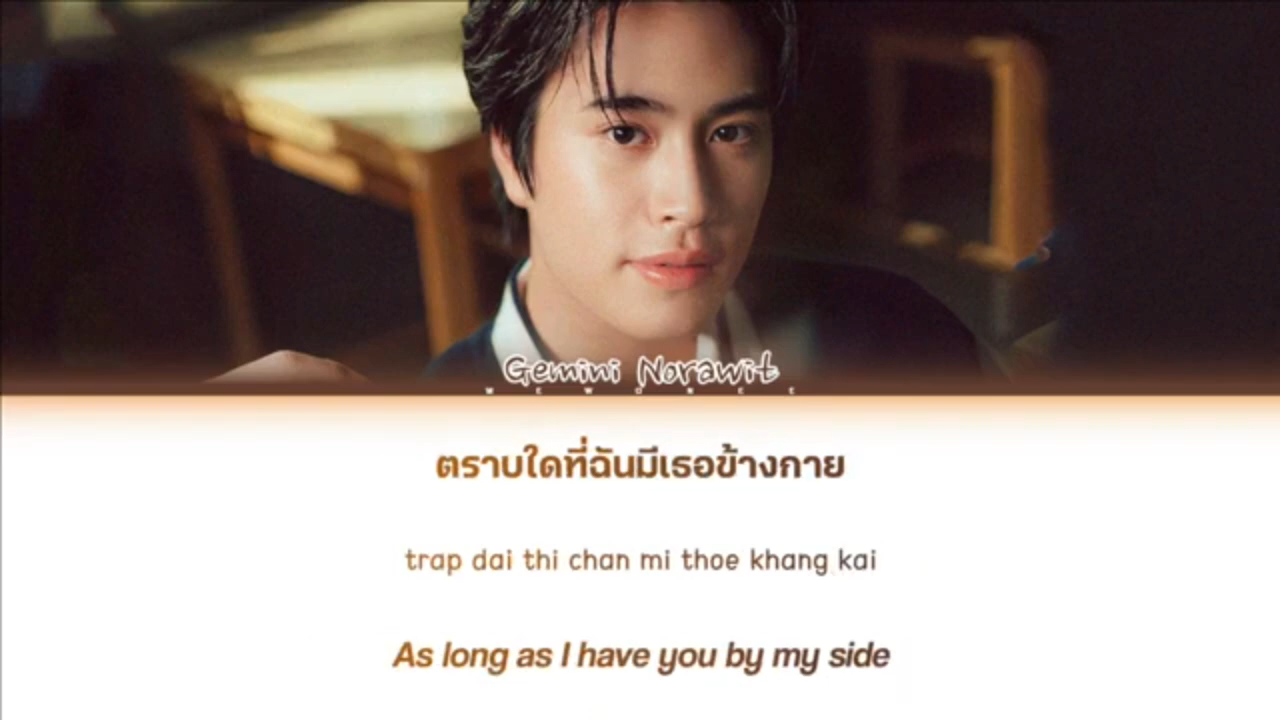 Gemini Norawit
ตราบใดที่ฉันมีเธอข้างกาย
trap dai thi chan mi thoe khang kai
As long as I have you by my side